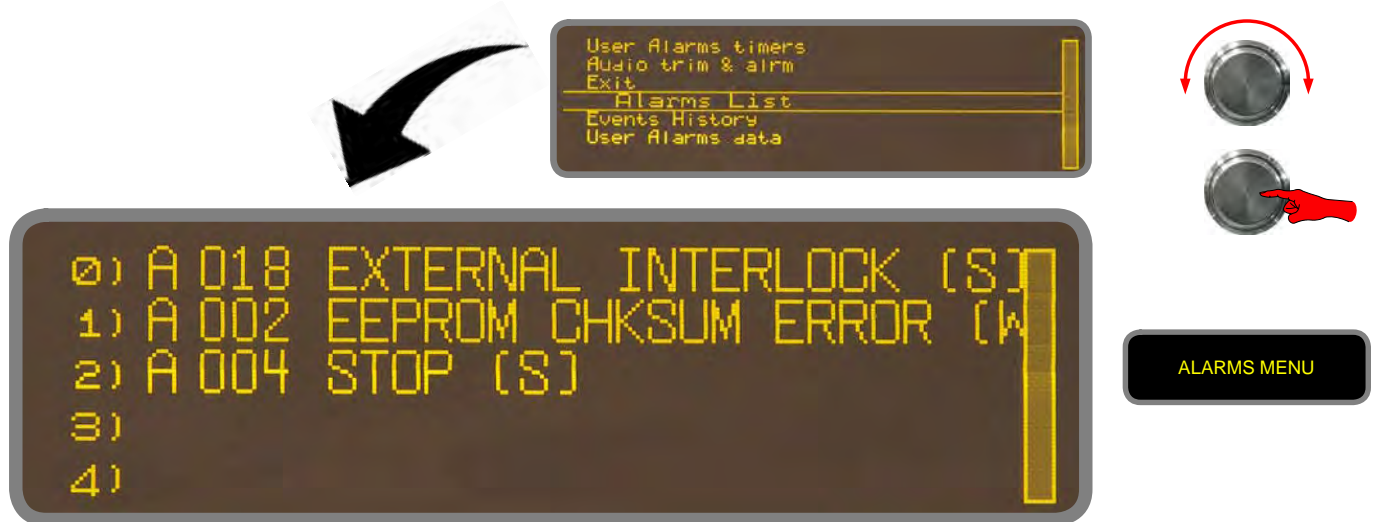 User Alarms timers
Audio trim & alrm
Exit
Alarms List
Events History
User Alarms data
0) A 018 EXTERNAL INTERLOCK (S)
1) A 002 EEPROM CHKSUM ERROR (W
2) A 004 STOP (S)
3)
4)
ALARMS MENU